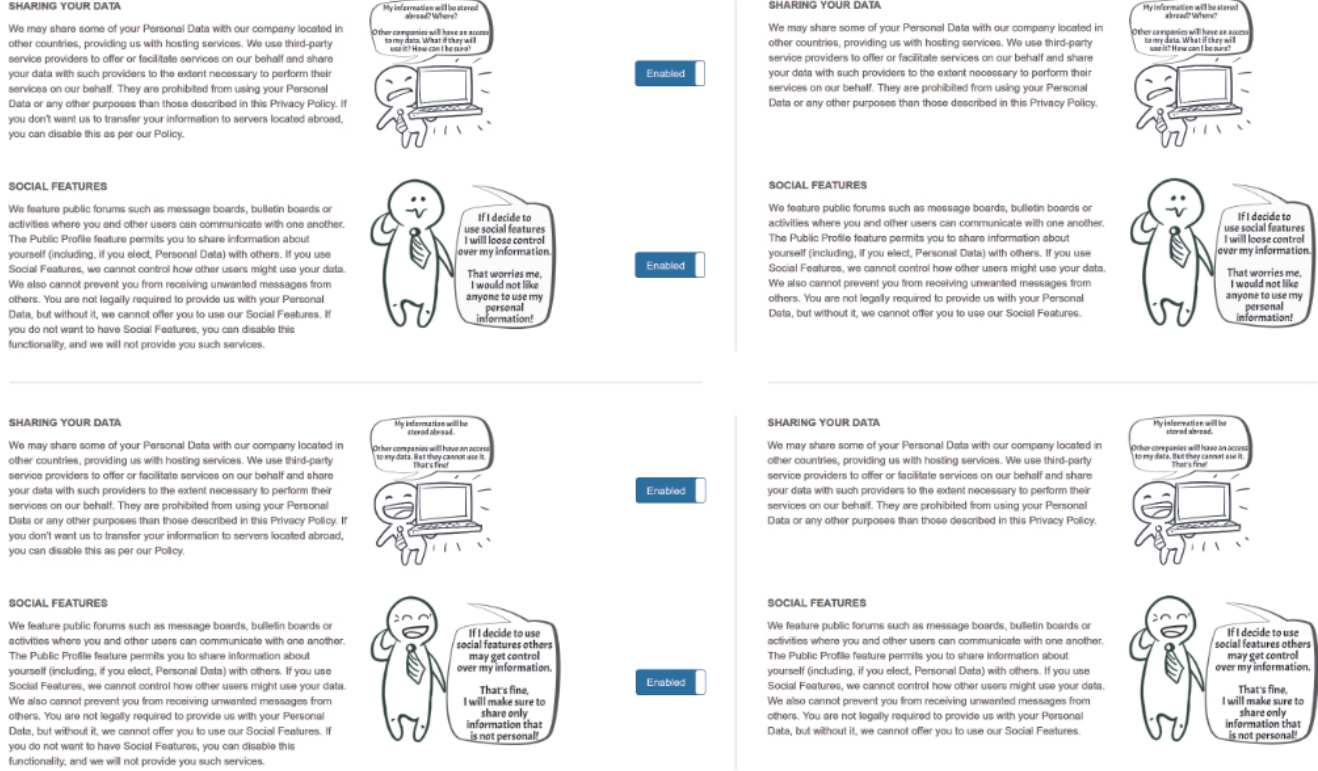 SHARING YOUR DATA
We may share some of your Personal Data with our company located in
other countries, providing us with hosting services. We use third-party
service providers to offer or facilitate services on our behalf and share
your data with such providers to the extent necessary to perform their
services on our behalf. They are prohibited from using your Personal
Data or any other purposes than those described in this Privacy Policy. If
you don't want us to transfer your information to servers located abroad,
you can disable this as per our Policy.
My information will be stored
abroad? Where?
Other companies will have an access
to my data. What if they will
use it? How can I be sure?
Enabled
SOCIAL FEATURES
We feature public forums such as message boards, bulletin boards or
activities where you and other users can communicate with one another.
The Public Profile feature permits you to share information about
yourself (including, if you elect, Personal Data) with others. If you use
Social Features, we cannot control how other users might use your data.
We also cannot prevent you from receiving unwanted messages from
others. You are not legally required to provide us with your Personal
Data, but without it, we cannot offer you to use our Social Features. If
you do not want to have Social Features, you can disable this
functionality, and we will not provide you such services.
If I decide to
use social features
I will loose control
over my information.
That worries me,
I would not like
anyone to use my
personal
information!
Enabled
SHARING YOUR DATA
We may share some of your Personal Data with our company located in
other countries, providing us with hosting services. We use third-party
service providers to offer or facilitate services on our behalf and share
your data with such providers to the extent necessary to perform their
services on our behalf. They are prohibited from using your Personal
Data or any other purposes than those described in this Privacy Policy.
My information will be stored
abroad? Where?
Other companies will have an access
to my data. What if they will
use it? How can I be sure?
SOCIAL FEATURES
We feature public forums such as message boards, bulletin boards or
activities where you and other users can communicate with one another.
The Public Profile feature permits you to share information about
yourself (including, if you elect, Personal Data) with others. If you use
Social Features, we cannot control how other users might use your data.
We also cannot prevent you from receiving unwanted messages from
others. You are not legally required to provide us with your Personal
Data, but without it, we cannot offer you to use our Social Features.
If I decide to
use social features
I will loose control
over my information.
That worries me,
I would not like
anyone to use my
personal
information!
SHARING YOUR DATA
We may share some of your Personal Data with our company located in
other countries, providing us with hosting services. We use third-party
service providers to offer or facilitate services on our behalf and share
your data with such providers to the extent necessary to perform their
services on our behalf. They are prohibited from using your Personal
Data or any other purposes than those described in this Privacy Policy. If
you don't want us to transfer your information to servers located abroad,
you can disable this as per our Policy.
My information will be
stored abroad.
Other companies will have an access
to my data. But they cannot use it.
That's fine!
Enabled
SOCIAL FEATURES
We feature public forums such as message boards, bulletin boards or
activities where you and other users can communicate with one another.
The Public Profile feature permits you to share information about
yourself (including, if you elect, Personal Data) with others. If you use
Social Features, we cannot control how other users might use your data.
We also cannot prevent you from receiving unwanted messages from
others. You are not legally required to provide us with your Personal
Data, but without it, we cannot offer you to use our Social Features. If
you do not want to have Social Features, you can disable this
functionality, and we will not provide you such services.
If I decide to use
social features others
may get control
over my information.
That's fine,
I will make sure to
share only
information that
is not personal!
Enabled
SHARING YOUR DATA
We may share some of your Personal Data with our company located in
other countries, providing us with hosting services. We use third-party
service providers to offer or facilitate services on our behalf and share
your data with such providers to the extent necessary to perform their
services on our behalf. They are prohibited from using your Personal
Data or any other purposes than those described in this Privacy Policy.
My information will be
stored abroad.
Other companies will have an access
to my data. But they cannot use it.
That's fine!
SOCIAL FEATURES
We feature public forums such as message boards, bulletin boards or
activities where you and other users can communicate with one another.
The Public Profile feature permits you to share information about
yourself (including, if you elect, Personal Data) with others. If you use
Social Features, we cannot control how other users might use your data.
We also cannot prevent you from receiving unwanted messages from
others. You are not legally required to provide us with your Personal
Data, but without it, we cannot offer you to use our Social Features.
If I decide to use
social features others
may get control
over my information.
That's fine,
I will make sure to
share only
information that
is not personal!